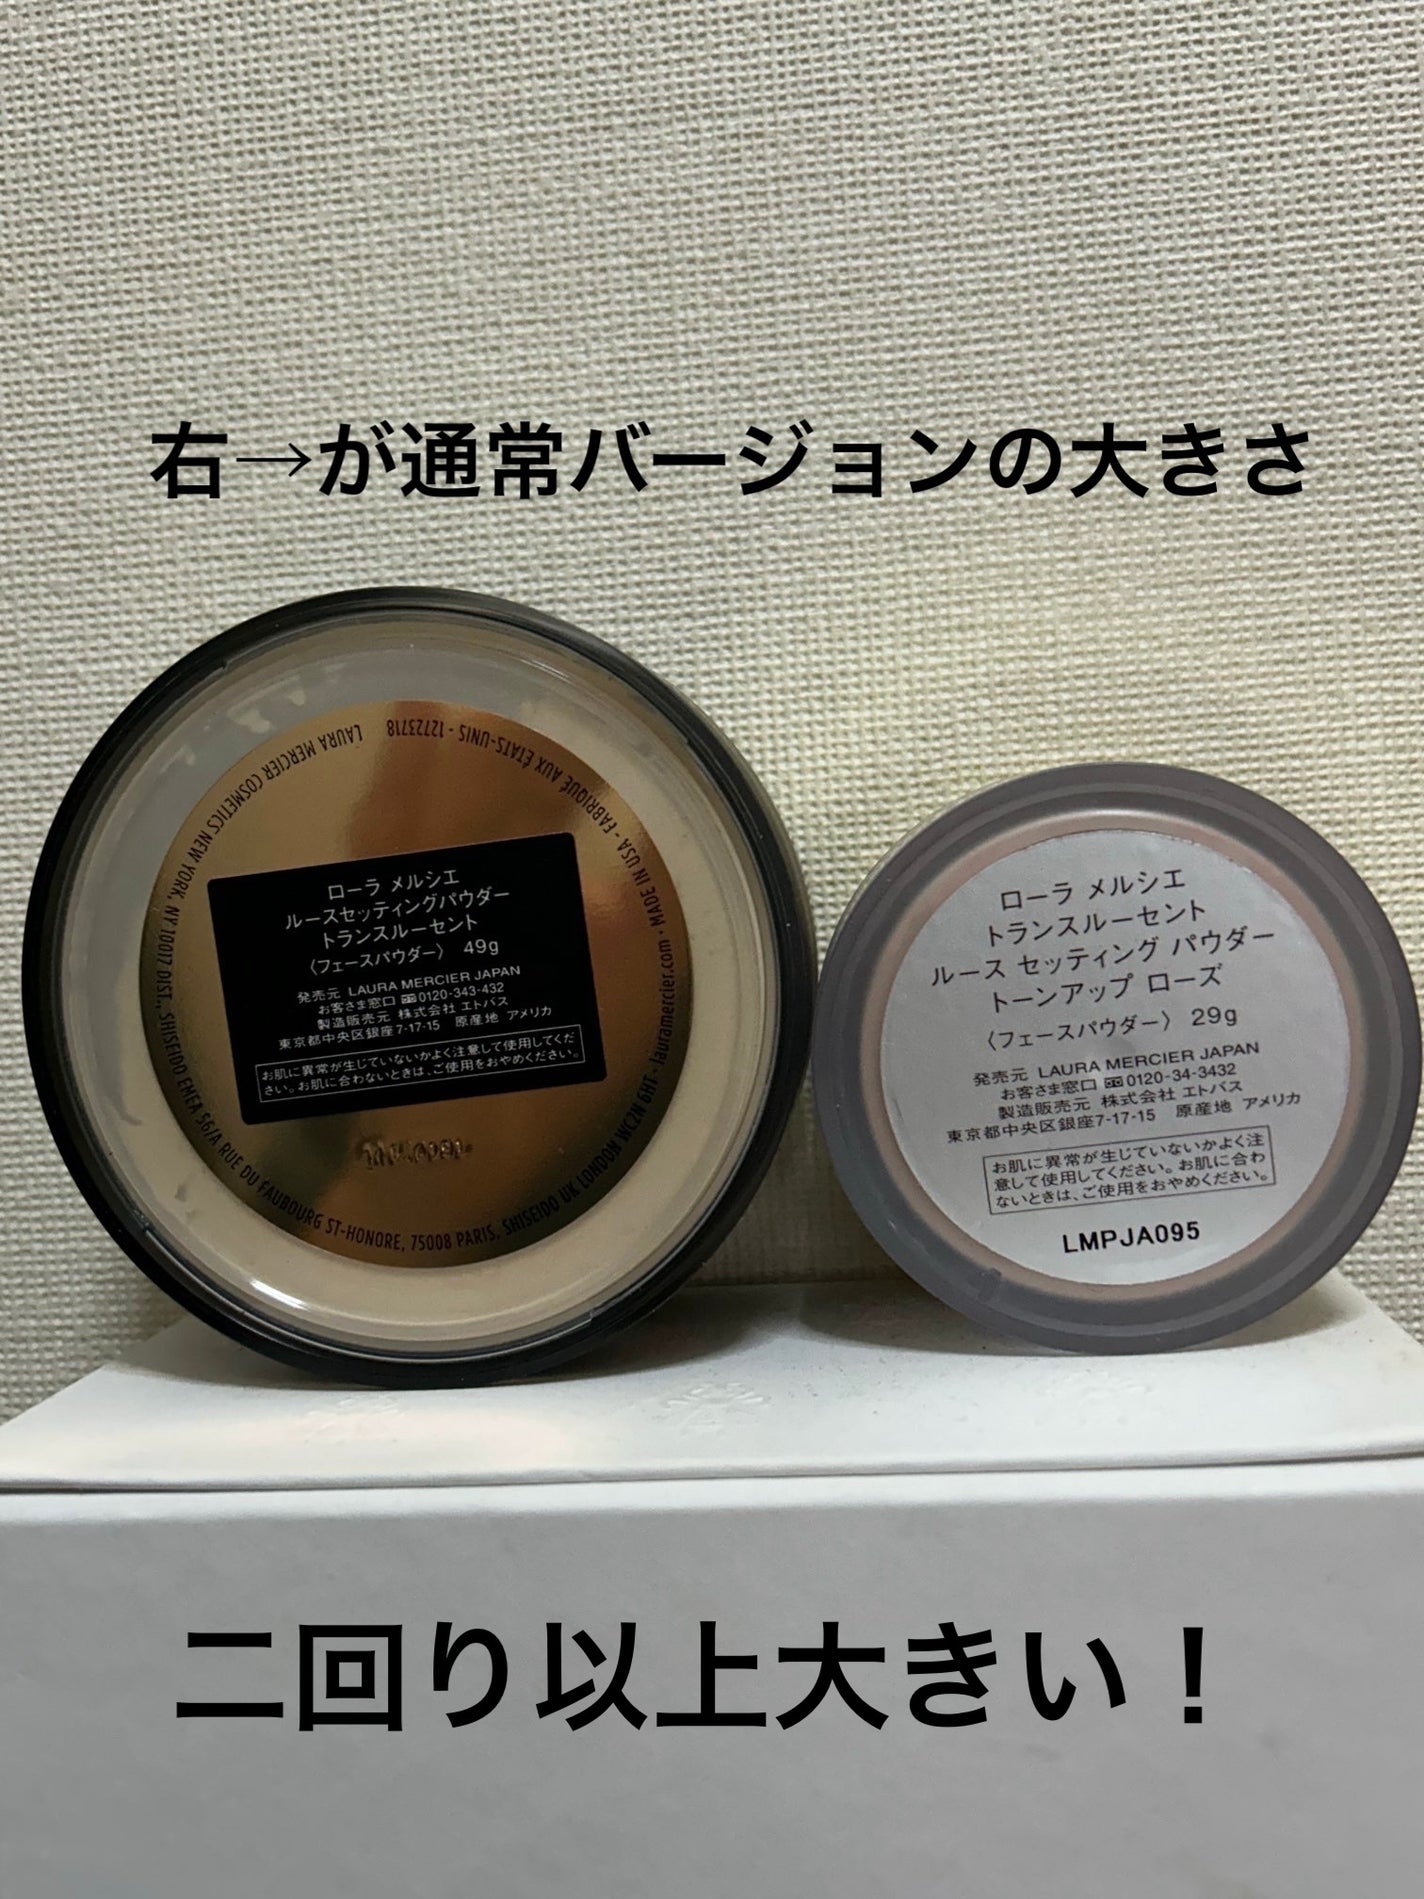 右→が通常バージョンの大きさ
LAURA MERCIER COSMETICS NEW YORK, NY 10017 DIST., SHISEIDO EMEA 56/A RUE DU FAUBOURG ST-HONORE, 75008 PARIS, SHISEIDO UK LONDON WC2N 6HT - lauramercier.com • MADE IN USA - FABRIQUÉ AUX ÉTATS-UNIS - 12723718
ローラ メルシエ
ルースセッティングパウダー
トランスルーセント
〈フェースパウダー〉 49g
発売元 LAURA MERCIER JAPAN
お客さま窓口 0120-343-432
製造販売元 株式会社 エトバス
東京都中央区銀座7-17-15 原産地 アメリカ
お肌に異常が生じていないかよく注意して使用してくだ
さい。お肌に合わないときは、ご使用をおやめください。
ローラ メルシエ
トランスルーセント
ルース セッティング パウダー
トーンアップ ローズ
〈フェースパウダー〉 29g
発売元 LAURA MERCIER JAPAN
お客さま窓口 0120-34-3432
製造販売元 株式会社 エトバス
東京都中央区銀座7-17-15 原産地 アメリカ
お肌に異常が生じていないかよく注
意して使用してください。お肌に合わ
ないときは、ご使用をおやめください。
LMPJA095
二回り以上大きい！